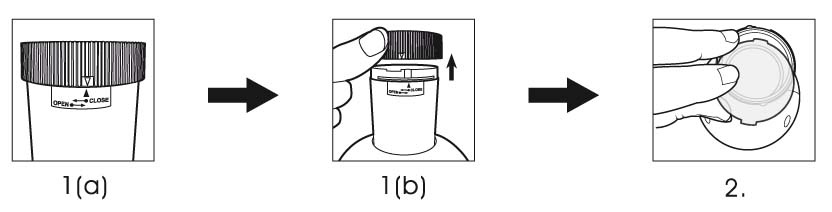 OPEN CLOSE
OPEN CLOSE
1(a)
1(b)
2.